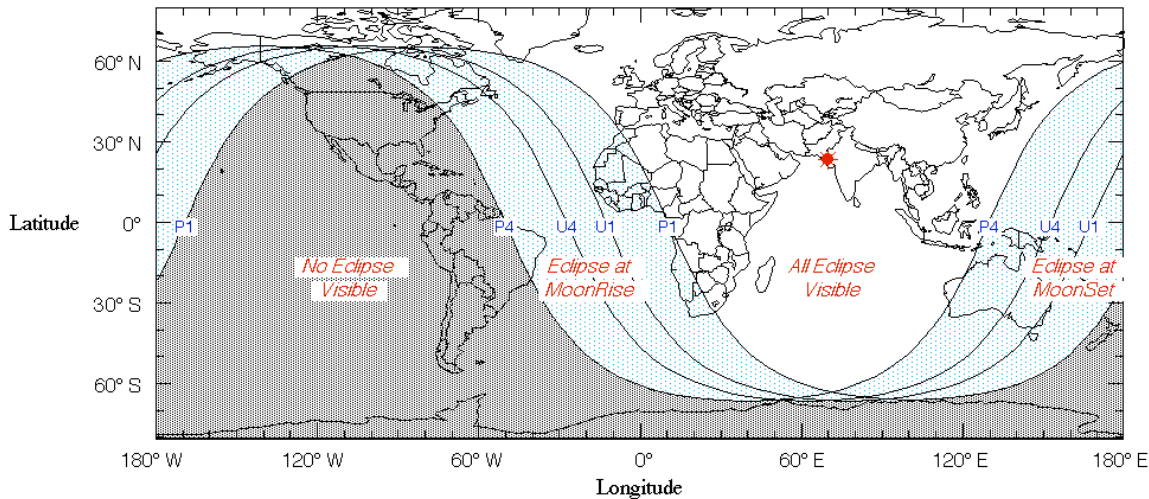 60° N
30° N
Latitude
0°
30° S
60° S
P1
P4
U4
U1
P1
P4
U4
U1
No Eclipse
Visible
Eclipse at
MoonRise
All Eclipse
Visible
Eclipse at
MoonSet
180° W
120° W
60° W
0°
60° E
120° E
180° E
Longitude